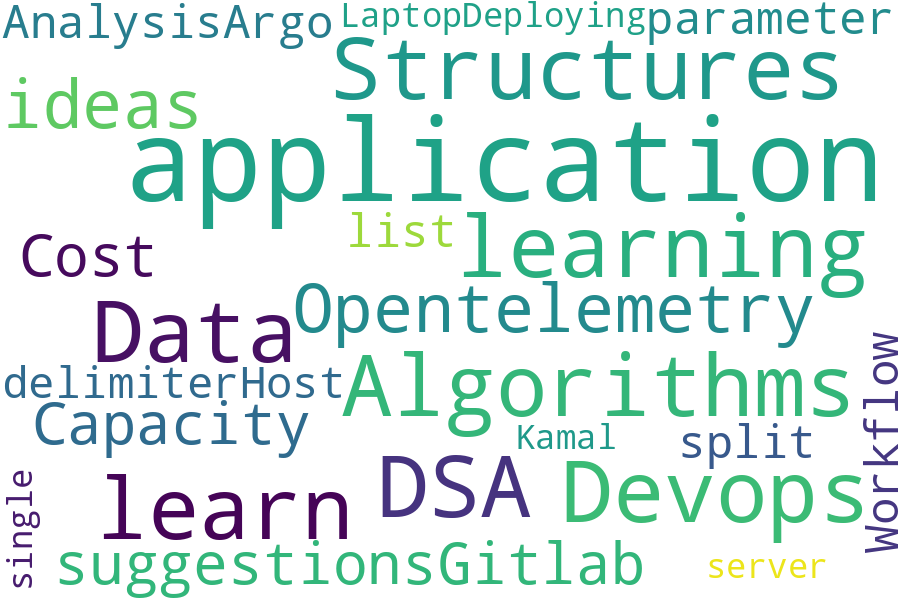 AnalysisArgo
LaptopDeploying
parameter
Structures
ideas
application
list
learning
Cost
Opentelemetry
Data
delimiterHost
Algorithms
Workflow
Capacity
Kamal
split
single
learn
DSA
Devops
suggestionsGitlab
server